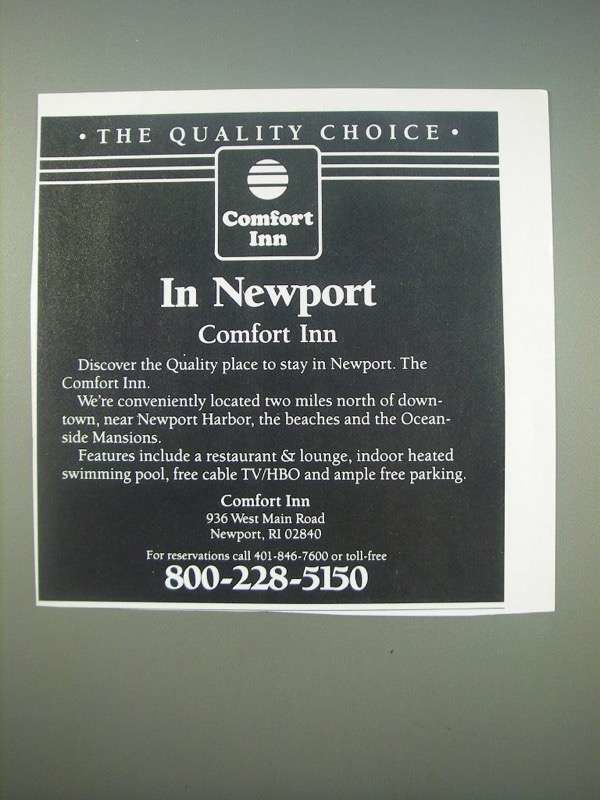 • THE QUALITY CHOICE •
Comfort
Inn
In Newport
Comfort Inn
Discover the Quality place to stay in Newport. The
Comfort Inn.
We're conveniently located two miles north of down-
town, near Newport Harbor, the beaches and the Ocean-
side Mansions.
Features include a restaurant & lounge, indoor heated
swimming pool, free cable TV/HBO and ample free parking.
Comfort Inn
936 West Main Road
Newport, RI 02840
For reservations call 401-846-7600 or toll-free
800-228-5150